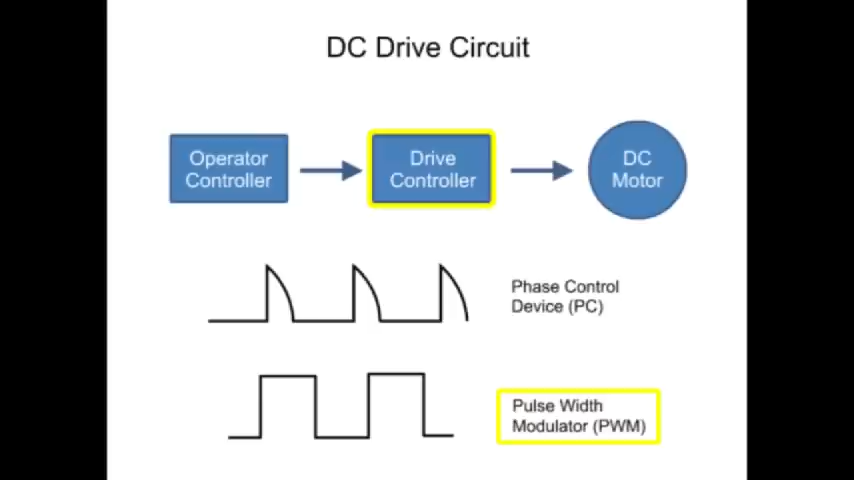 DC Drive Circuit
Operator
Controller
Drive
Controller
DC
Motor
Phase Control
Device (PC)
Pulse Width
Modulator (PWM)